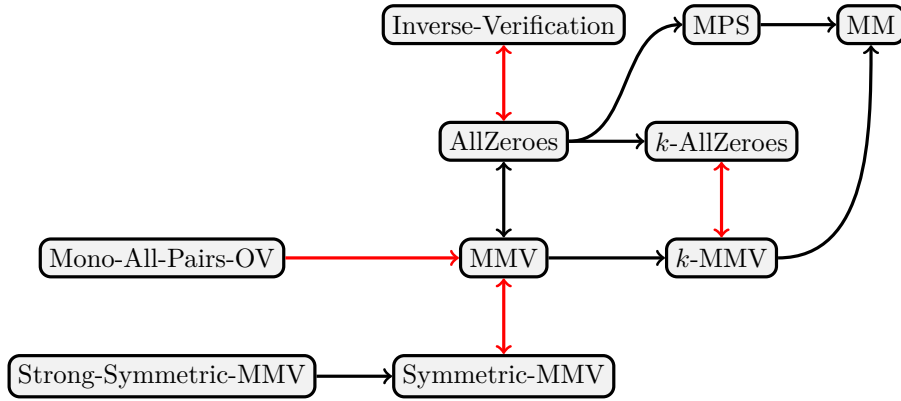 Inverse-Verification
MPS
MM
AllZeroes
k-AllZeroes
Mono-All-Pairs-OV
MMV
k-MMV
Strong-Symmetric-MMV
Symmetric-MMV